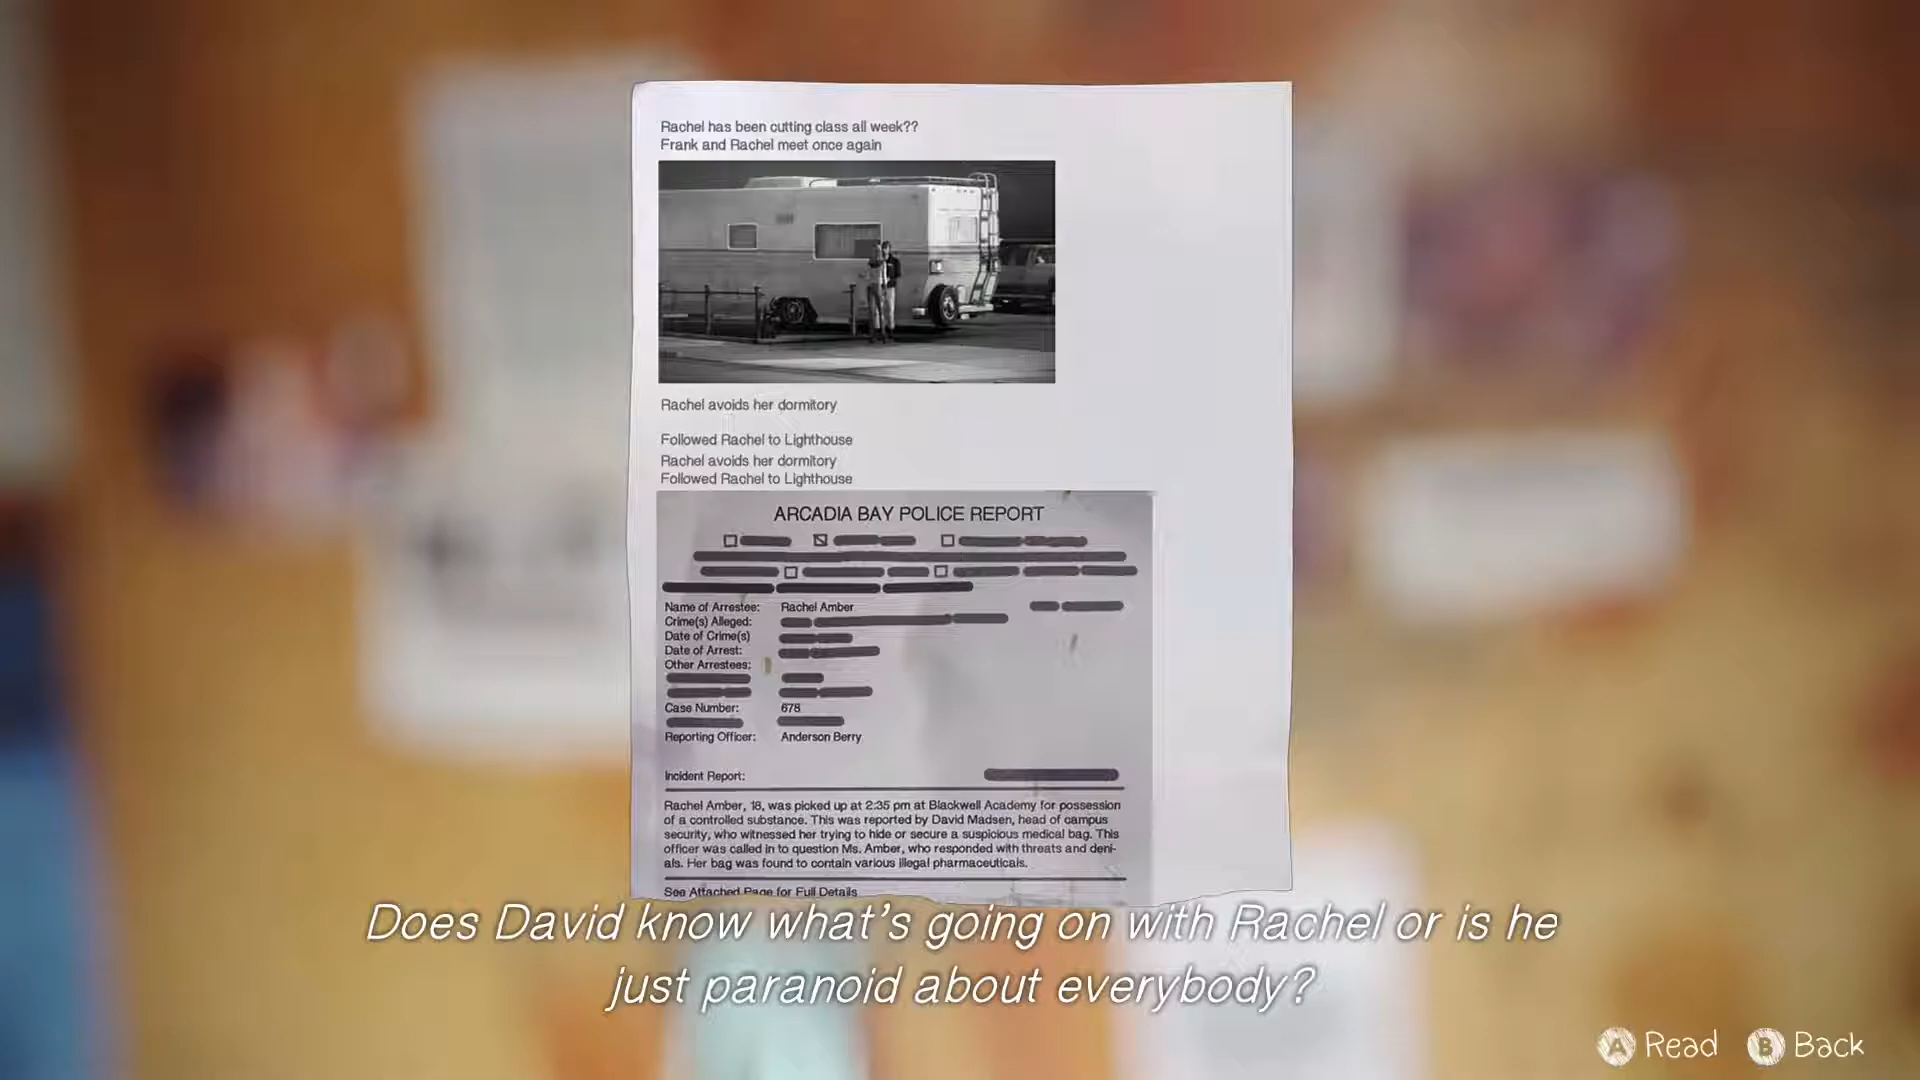 Rachel has been cutting class all week??
Frank and Rachel meet once again
Rachel avoids her dormitory
Followed Rachel to Lighthouse
Rachel avoids her dormitory
Followed Rachel to Lighthouse
ARCADIA BAY POLICE REPORT
Name of Arrestee: Rachel Amber
Crime(s) Alleged:
Date of Crime(s)
Date of Arrest:
Other Arrestees:
Case Number: 678
Reporting Officer: Anderson Berry
Incident Report:
Rachel Amber, 18, was picked up at 2:35 pm at Blackwell Academy for possession
of a controlled substance. This was reported by David Madsen, head of campus
security, who witnessed her trying to hide or secure a suspicious medical bag. This
officer was called in to question Ms. Amber, who responded with threats and deni-
als. Her bag was found to contain various illegal pharmaceuticals.
See Attached Page for Full Details
Does David know what's going on with Rachel or is he
just paranoid about everybody?
A Read B Back